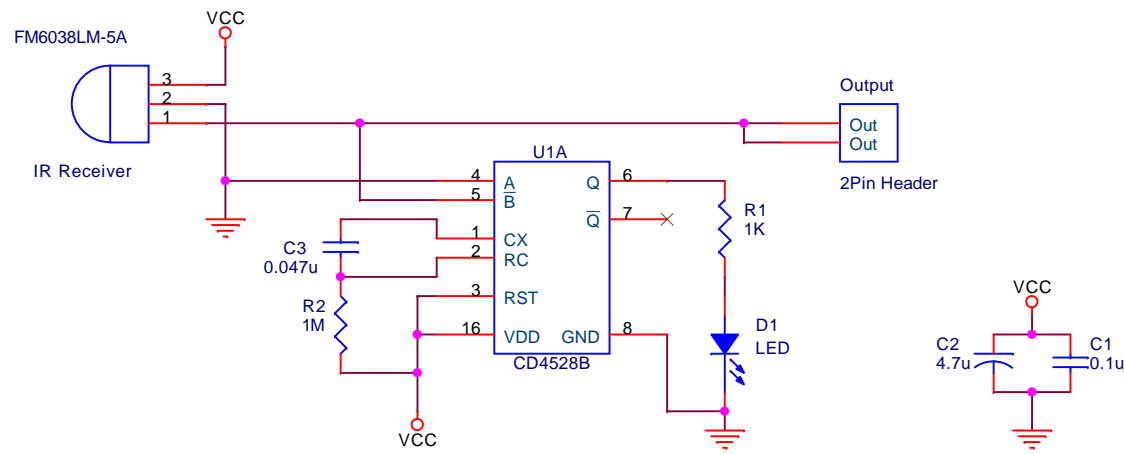 VCC
FM6038LM-5A
3
2
1
IR Receiver
Output
Out
Out
2Pin Header
U1A
4
A
Q
6
5
B
R1
1K
1
CX
Q
7
C3
0.047u
2
RC
R2
1M
3
RST
16
VDD
GND
8
CD4528B
D1
LED
VCC
VCC
C2
4.7u
C1
0.1u